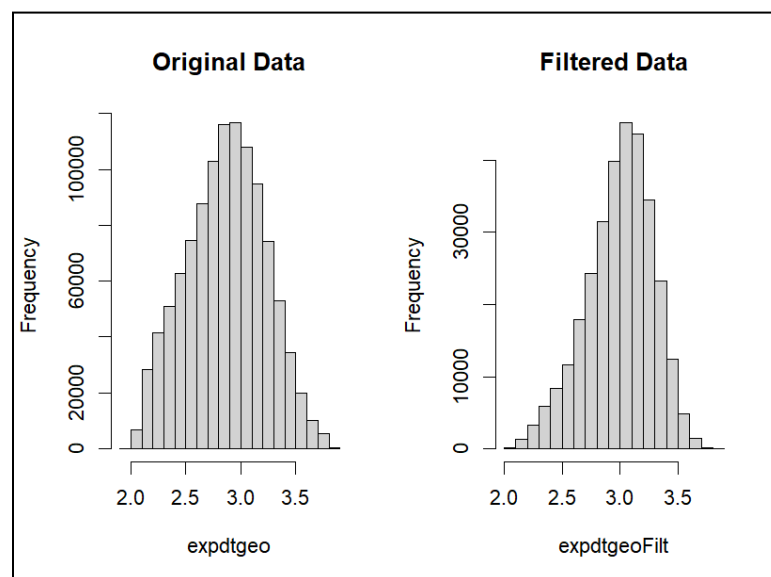 Original Data
Frequency
0
20000
60000
100000
2.0 2.5 3.0 3.5
expdtgeo
Filtered Data
Frequency
0
10000
30000
2.0 2.5 3.0 3.5
expdtgeoFilt